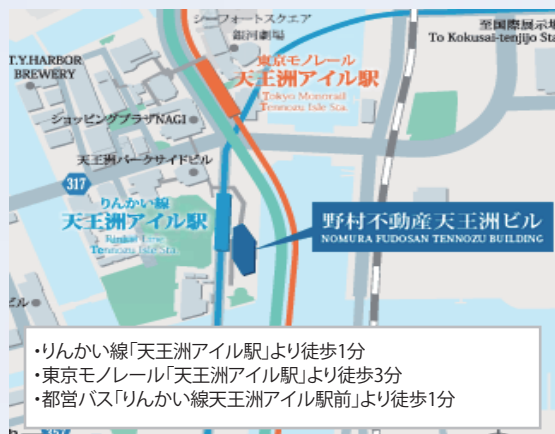 シーフォートスクエア
銀河劇場
至国際展示場
To Kokusai-tenjijo Sta
T.Y.HARBOR
BREWERY
東京モノレール
天王洲アイル駅
Tokyo Monorail
Tennozu Isle Sta.
ショッピングプラザNAGI
天王洲パークサイドビル
317
りんかい線
天王洲アイル駅
Rinkai Line
Tennozu Isle Sta.
野村不動産天王洲ビル
NOMURA FUDOSAN TENNOZU BUILDING
ビル
・りんかい線「天王洲アイル駅」より徒歩1分
・東京モノレール「天王洲アイル駅」より徒歩3分
・都営バス「りんかい線天王洲アイル駅前」より徒歩1分
357